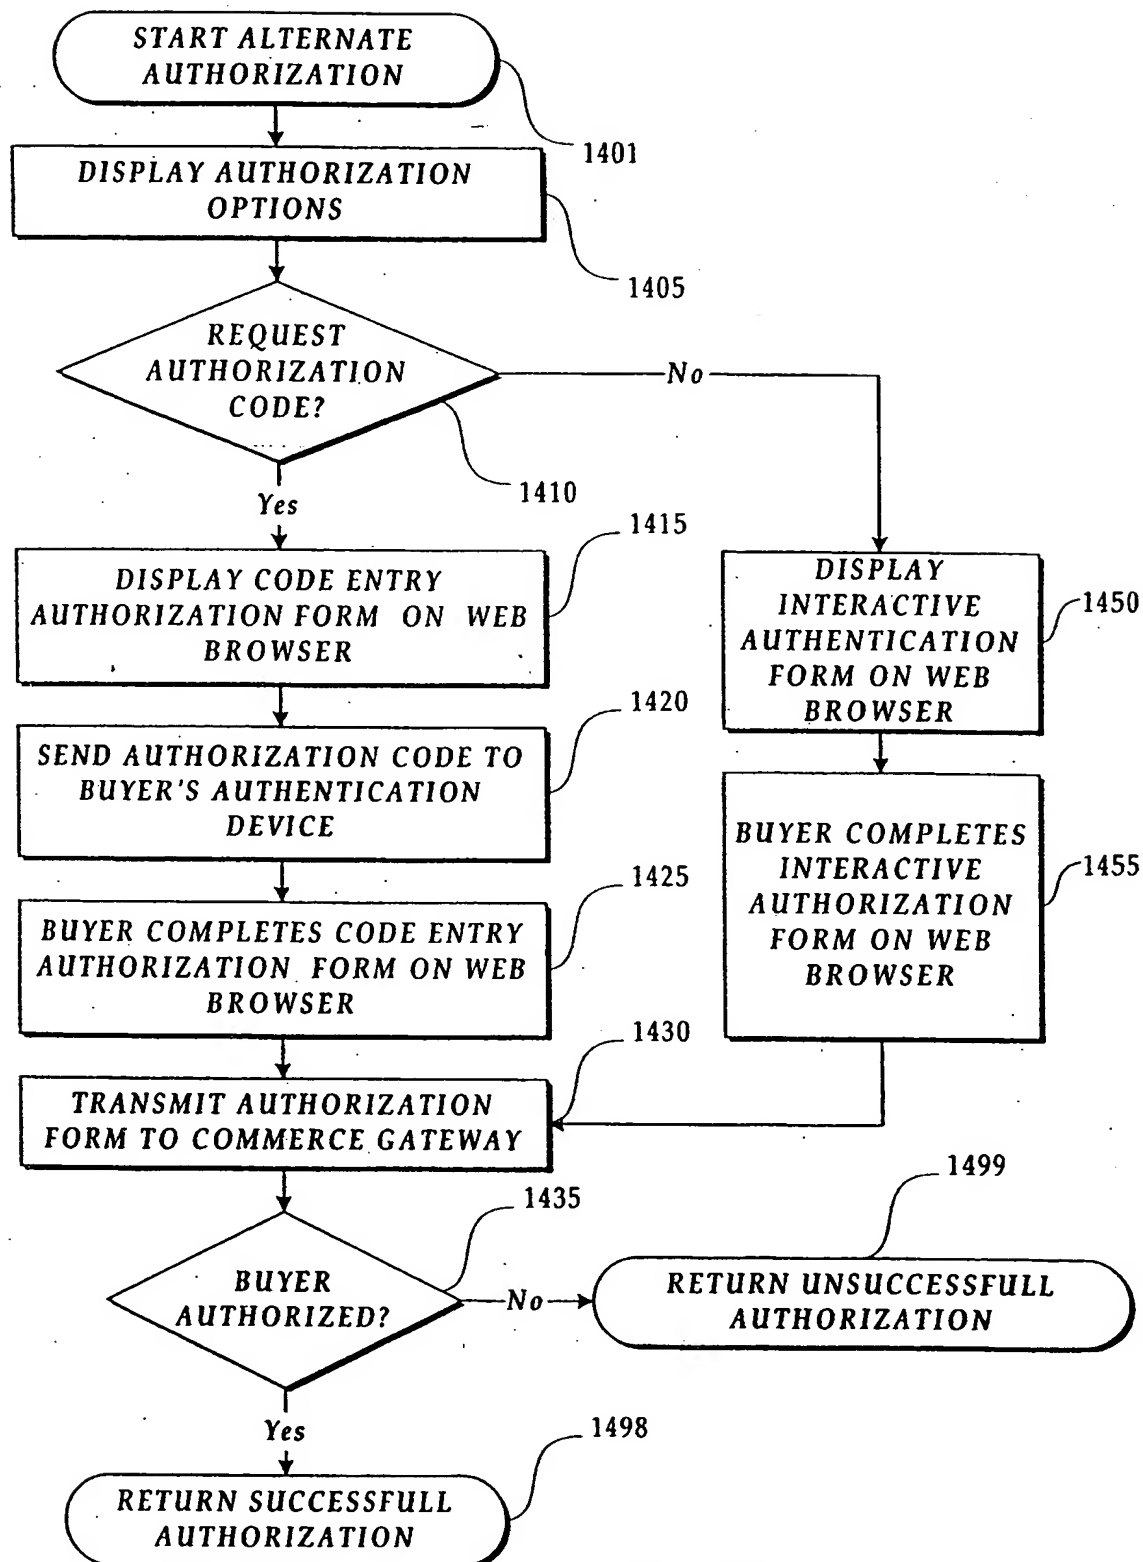 START ALTERNATE
AUTHORIZATION
1401
DISPLAY AUTHORIZATION
OPTIONS
1405
REQUEST
AUTHORIZATION
CODE?
No
1410
Yes
1415
DISPLAY CODE ENTRY
AUTHORIZATION FORM ON WEB
BROWSER
DISPLAY
INTERACTIVE
AUTHENTICATION
FORM ON WEB
BROWSER
1450
1420
SEND AUTHORIZATION CODE TO
BUYER'S AUTHENTICATION
DEVICE
BUYER COMPLETES
INTERACTIVE
AUTHORIZATION
FORM ON WEB
BROWSER
1455
1425
BUYER COMPLETES CODE ENTRY
AUTHORIZATION FORM ON WEB
BROWSER
1430
TRANSMIT AUTHORIZATION
FORM TO COMMERCE GATEWAY
1435
BUYER
AUTHORIZED?
No
1499
RETURN UNSUCCESSFULL
AUTHORIZATION
Yes
1498
RETURN SUCCESSFULL
AUTHORIZATION